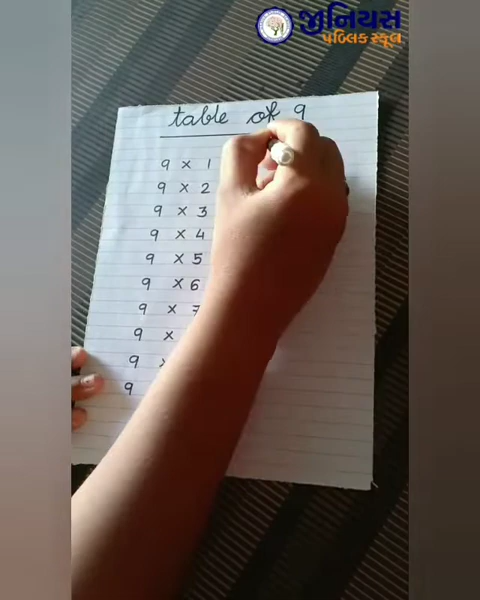 જીનિયસ
પબ્લિક સ્કૂલ
table of 9
9 × 1
9 × 2
9 × 3
9 × 4
9 × 5
9 × 6
9 × 7
9 ×
9
9